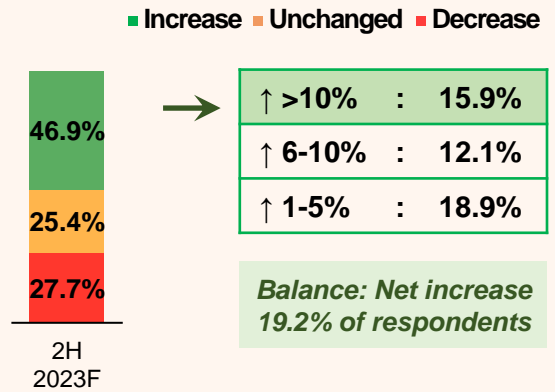 Increase Unchanged Decrease
46.9%
25.4%
27.7%
2H
2023F
↑ >10% : 15.9%
↑ 6-10% : 12.1%
↑ 1-5% : 18.9%
Balance: Net increase
19.2% of respondents